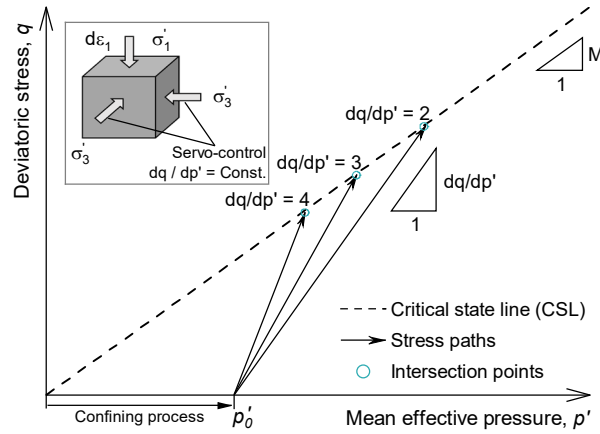 Deviatoric stress, q
dε₁
σ'₁
σ'₃
σ'₃
Servo-control
dq / dp' = Const.
M
1
dq/dp' = 2
dq/dp' = 3
dq/dp' = 4
dq/dp'
1
Critical state line (CSL)
Stress paths
Intersection points
Confining process
p'₀
Mean effective pressure, p'